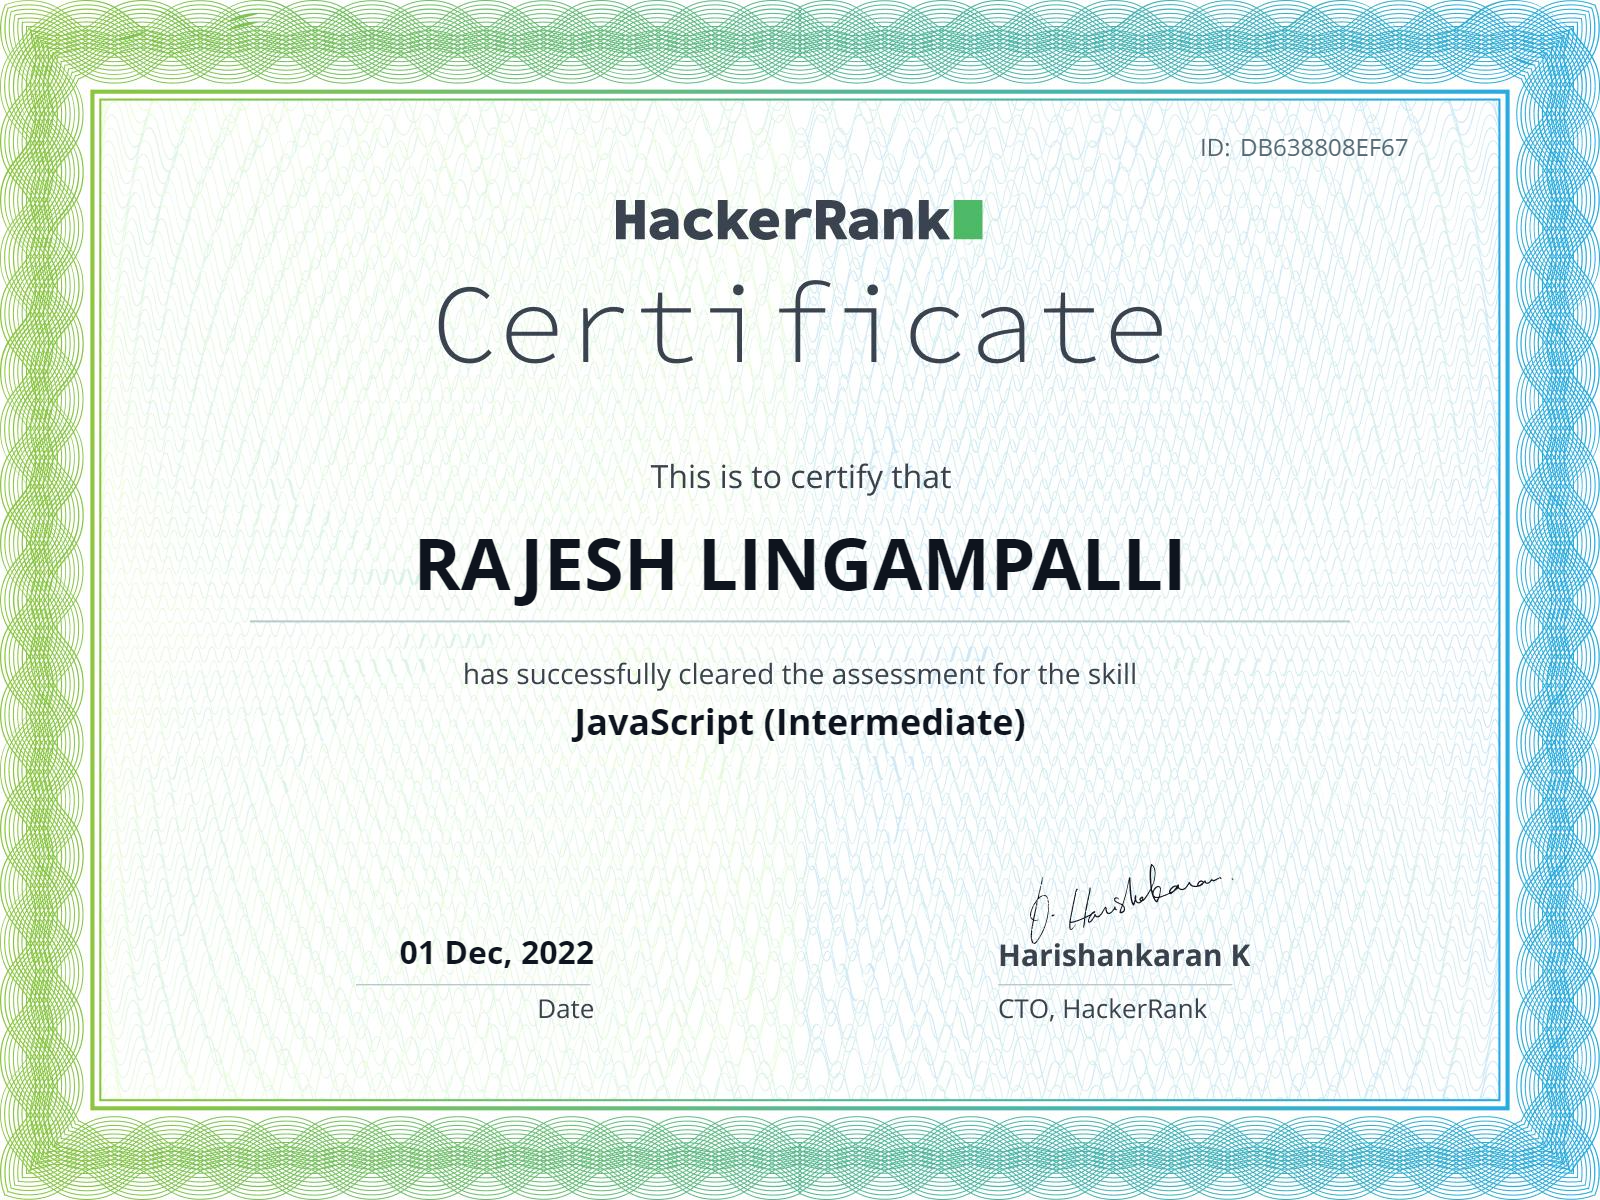 ID: DB638808EF67
HackerRank
Certificate
This is to certify that
RAJESH LINGAMPALLI
has successfully cleared the assessment for the skill
JavaScript (Intermediate)
H. Harishankaran
01 Dec, 2022
Harishankaran K
Date
CTO, HackerRank